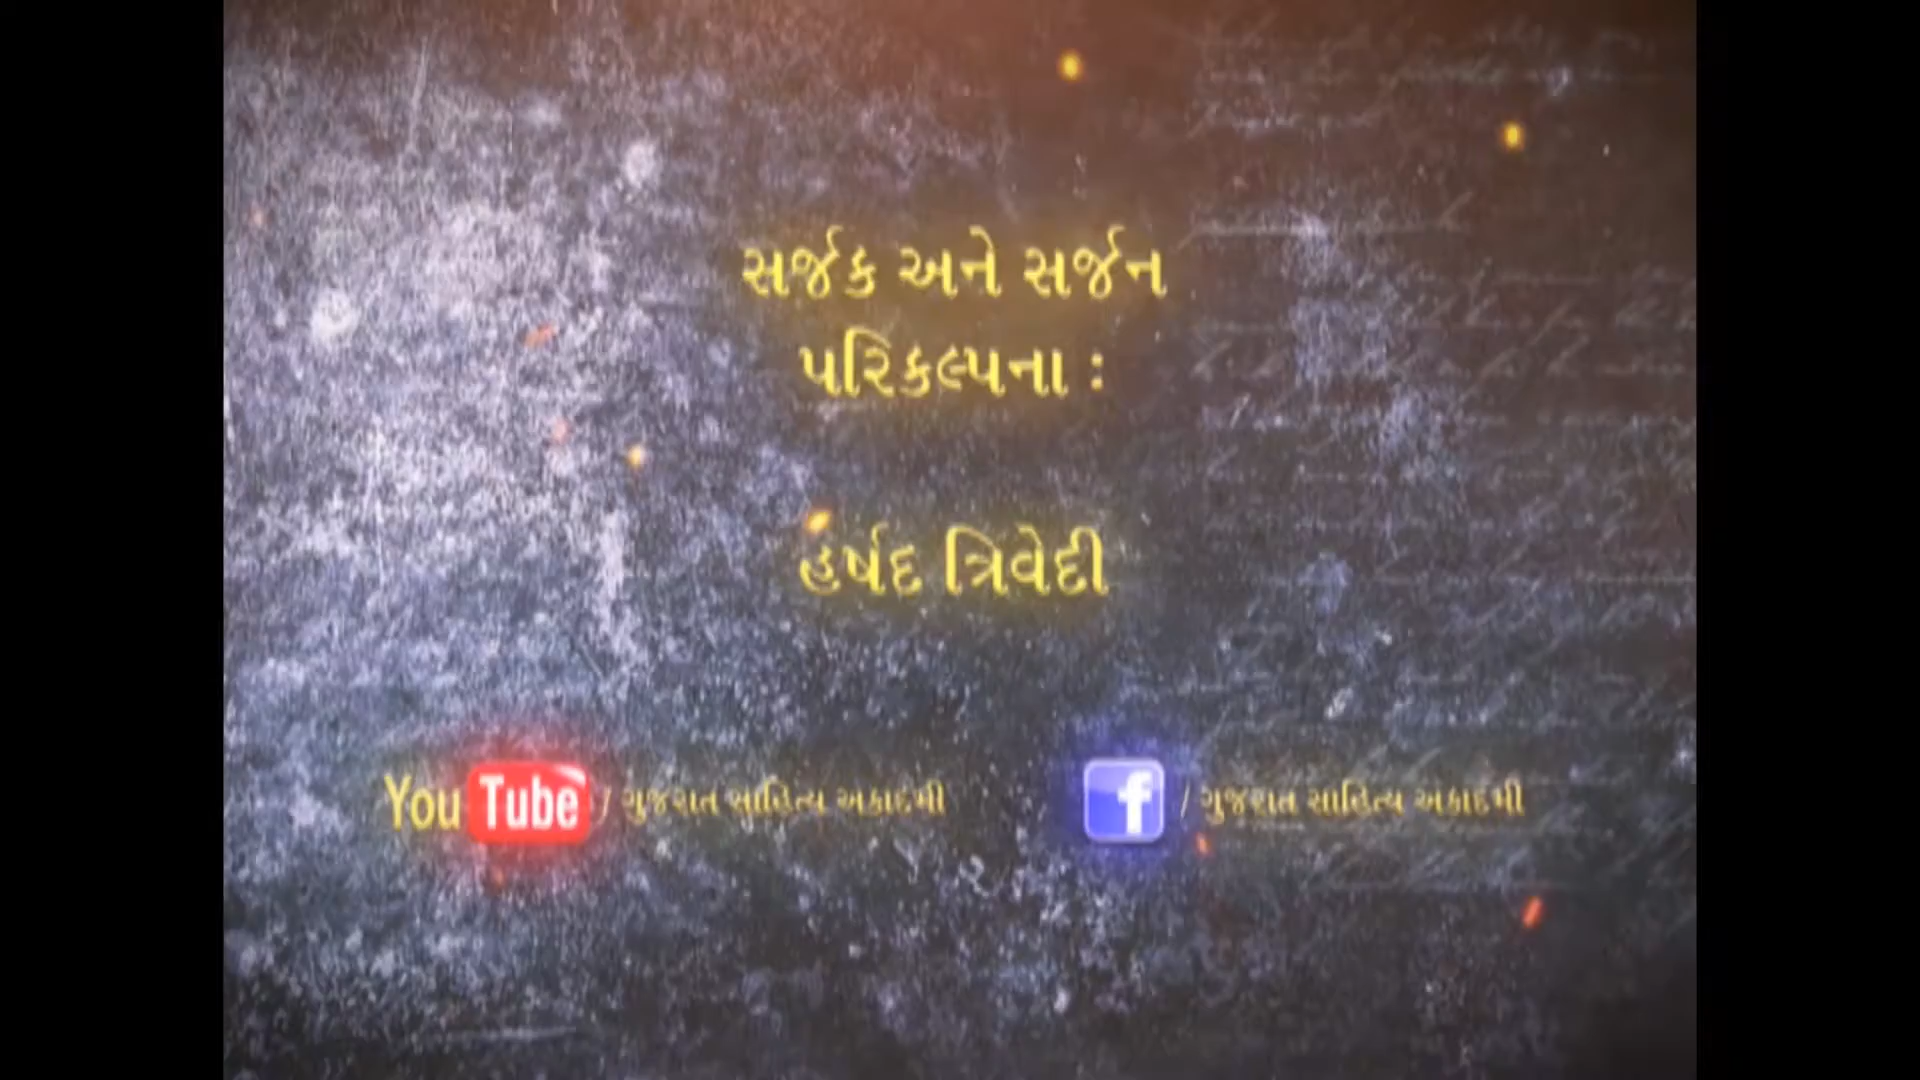 સર્જક અને સર્જન
પરિકલ્પના :
હર્ષદ ત્રિવેદી
YouTube / ગુજરાત સાહિત્ય અકાદમી
f / ગુજરાત સાહિત્ય અકાદમી